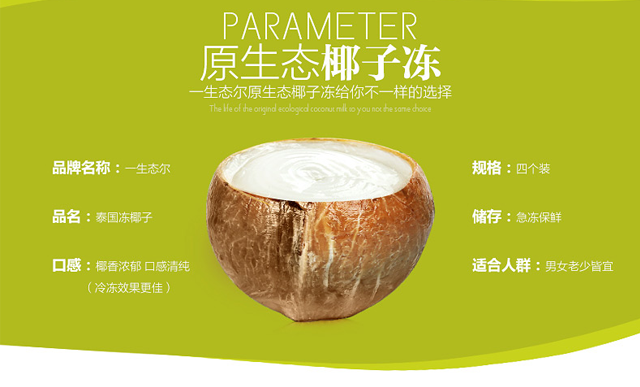 PARAMETER
原生态椰子冻
一生态尔原生态椰子冻给你不一样的选择
The life of the original ecological coconut milk so you not the same choice
品牌名称：一生态尔
品名：泰国冻椰子
口感：椰香浓郁 口感清纯
（冷冻效果更佳）
规格：四个装
储存：急冻保鲜
适合人群：男女老少皆宜